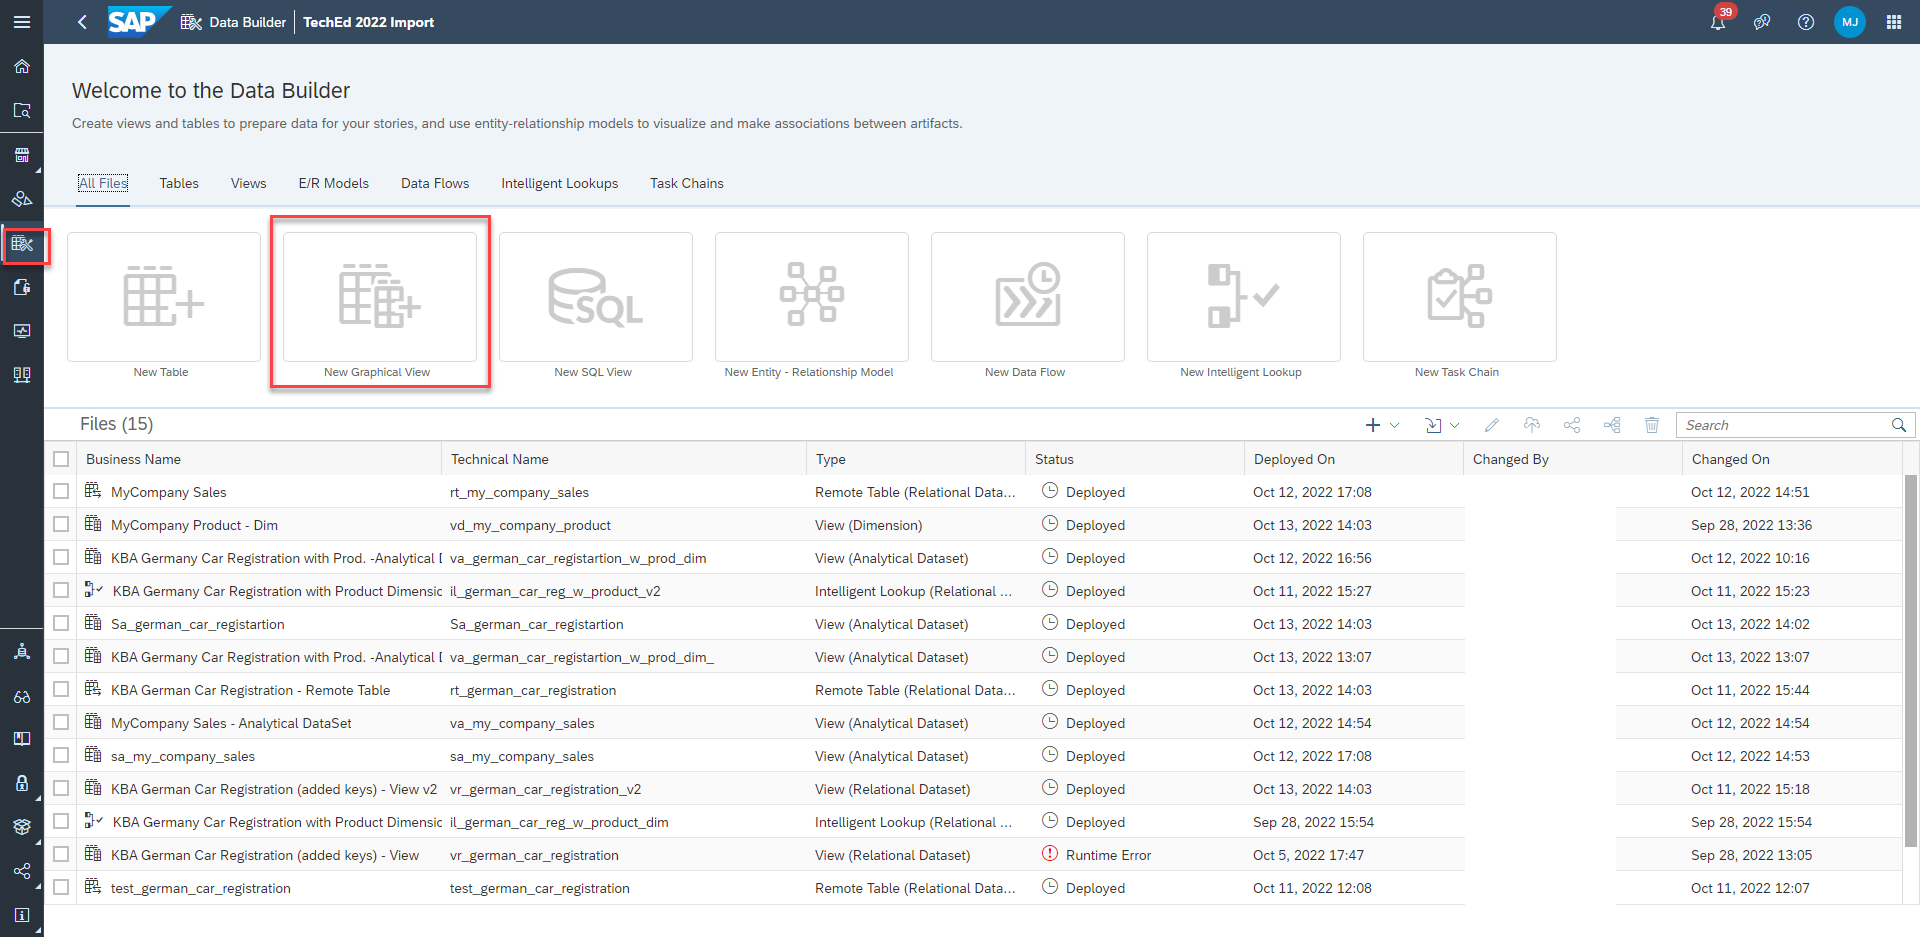 SAP Data Builder TechEd 2022 Import 39 MJ
Welcome to the Data Builder
Create views and tables to prepare data for your stories, and use entity-relationship models to visualize and make associations between artifacts.
All Files Tables Views E/R Models Data Flows Intelligent Lookups Task Chains
SQL
New Table New Graphical View New SQL View New Entity - Relationship Model New Data Flow New Intelligent Lookup New Task Chain
Files (15) Search
Business Name Technical Name Type Status Deployed On Changed By Changed On
MyCompany Sales rt_my_company_sales Remote Table (Relational Data... Deployed Oct 12, 2022 17:08 Oct 12, 2022 14:51
MyCompany Product - Dim vd_my_company_product View (Dimension) Deployed Oct 13, 2022 14:03 Sep 28, 2022 13:36
KBA Germany Car Registration with Prod. -Analytical D va_german_car_registartion_w_prod_dim View (Analytical Dataset) Deployed Oct 12, 2022 16:56 Oct 12, 2022 10:16
KBA Germany Car Registration with Product Dimensic il_german_car_reg_w_product_v2 Intelligent Lookup (Relational ... Deployed Oct 11, 2022 15:27 Oct 11, 2022 15:23
Sa_german_car_registartion Sa_german_car_registartion View (Analytical Dataset) Deployed Oct 13, 2022 14:03 Oct 13, 2022 14:02
KBA Germany Car Registration with Prod. -Analytical D va_german_car_registartion_w_prod_dim_ View (Analytical Dataset) Deployed Oct 13, 2022 13:07 Oct 13, 2022 13:07
KBA German Car Registration - Remote Table rt_german_car_registration Remote Table (Relational Data... Deployed Oct 13, 2022 14:03 Oct 11, 2022 15:44
MyCompany Sales - Analytical DataSet va_my_company_sales View (Analytical Dataset) Deployed Oct 12, 2022 14:54 Oct 12, 2022 14:54
sa_my_company_sales sa_my_company_sales View (Analytical Dataset) Deployed Oct 12, 2022 17:08 Oct 12, 2022 14:53
KBA German Car Registration (added keys) - View v2 vr_german_car_registration_v2 View (Relational Dataset) Deployed Oct 13, 2022 14:03 Oct 11, 2022 15:18
KBA Germany Car Registration with Product Dimensic il_german_car_reg_w_product_dim Intelligent Lookup (Relational ... Deployed Sep 28, 2022 15:54 Sep 28, 2022 15:54
KBA German Car Registration (added keys) - View vr_german_car_registration View (Relational Dataset) Runtime Error Oct 5, 2022 17:47 Sep 28, 2022 13:05
test_german_car_registration test_german_car_registration Remote Table (Relational Data... Deployed Oct 11, 2022 12:08 Oct 11, 2022 12:07